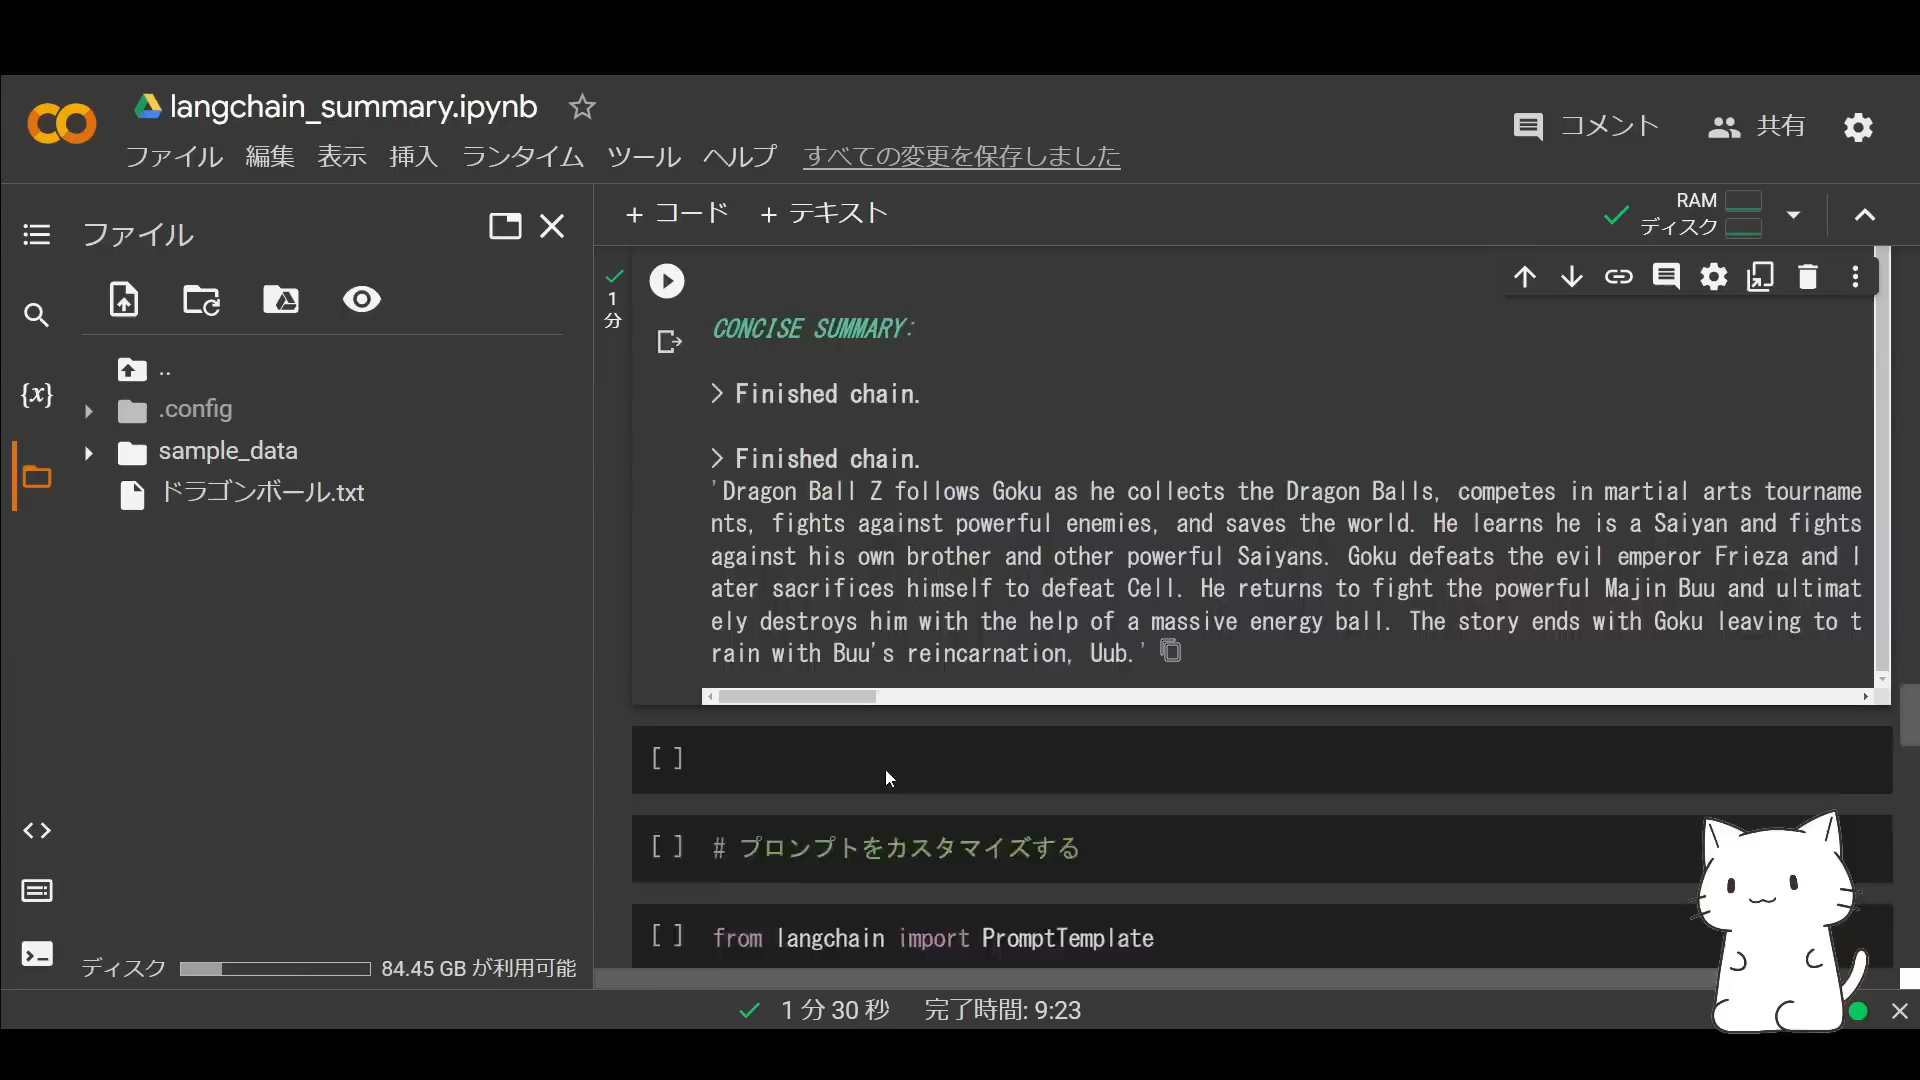 langchain_summary.ipynb
コメント
共有
ファイル 編集 表示 挿入 ランタイム ツール ヘルプ すべての変更を保存しました
ファイル
+ コード + テキスト
RAM
ディスク
1
分
CONCISE SUMMARY:
> Finished chain.
> Finished chain.
'Dragon Ball Z follows Goku as he collects the Dragon Balls, competes in martial arts tourname
nts, fights against powerful enemies, and saves the world. He learns he is a Saiyan and fights
against his own brother and other powerful Saiyans. Goku defeats the evil emperor Frieza and l
ater sacrifices himself to defeat Cell. He returns to fight the powerful Majin Buu and ultimat
ely destroys him with the help of a massive energy ball. The story ends with Goku leaving to t
rain with Buu's reincarnation, Uub.'
{x}
..
.config
sample_data
ドラゴンボール.txt
[ ]
[ ] # プロンプトをカスタマイズする
[ ] from langchain import PromptTemplate
ディスク 84.45 GB が利用可能
1 分 30 秒 完了時間: 9:23